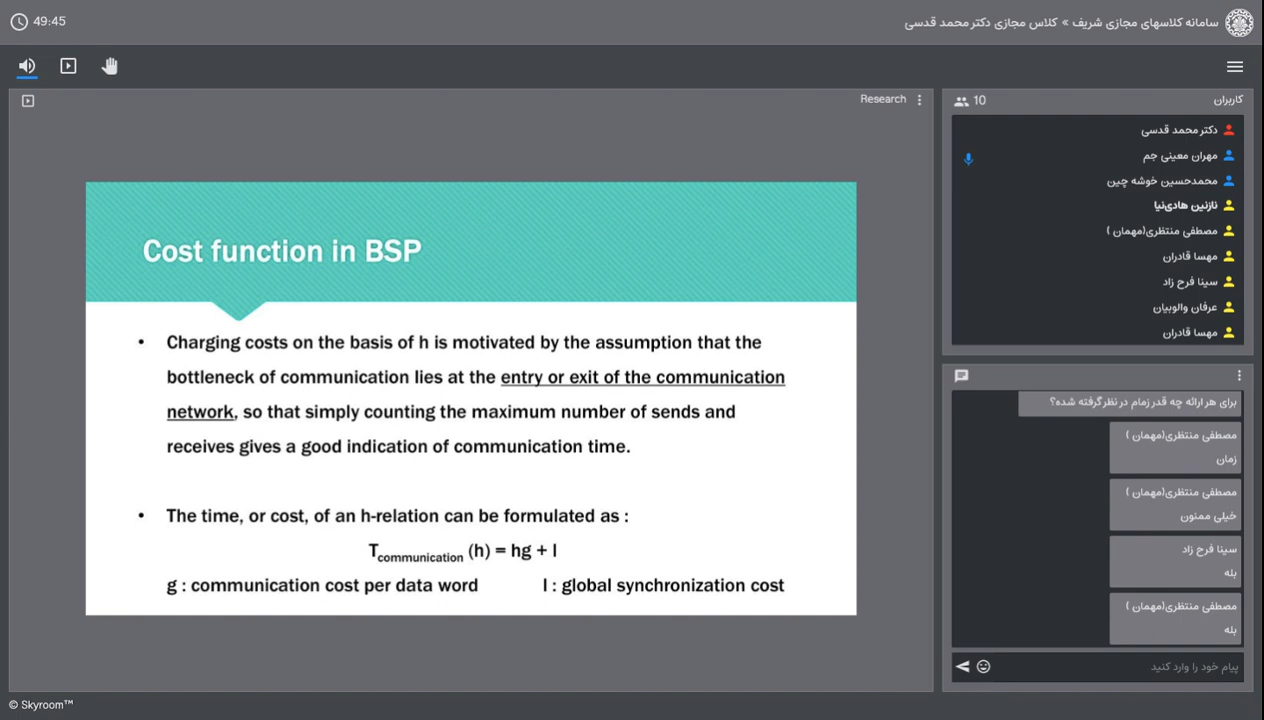 49:45
سامانه کلاسهای مجازی شریف » کلاس مجازی دکتر محمد قدسی
Research
Cost function in BSP
• Charging costs on the basis of h is motivated by the assumption that the
bottleneck of communication lies at the entry or exit of the communication
network, so that simply counting the maximum number of sends and
receives gives a good indication of communication time.
• The time, or cost, of an h-relation can be formulated as :
Tcommunication (h) = hg + l
g : communication cost per data word l : global synchronization cost
کاربران
10
دکتر محمد قدسی
مهران معینی جم
محمدحسین خوشه چین
نازنین هادی‌نیا
مصطفی منتظری(مهمان )
مهسا قادران
سینا فرح زاد
عرفان والوییان
مهسا قادران
برای هر ارائه چه قدر زمام در نظر گرفته شده؟
مصطفی منتظری(مهمان )
زمان
مصطفی منتظری(مهمان )
خیلی ممنون
سینا فرح زاد
بله
مصطفی منتظری(مهمان )
بله
پیام خود را وارد کنید
© Skyroom™